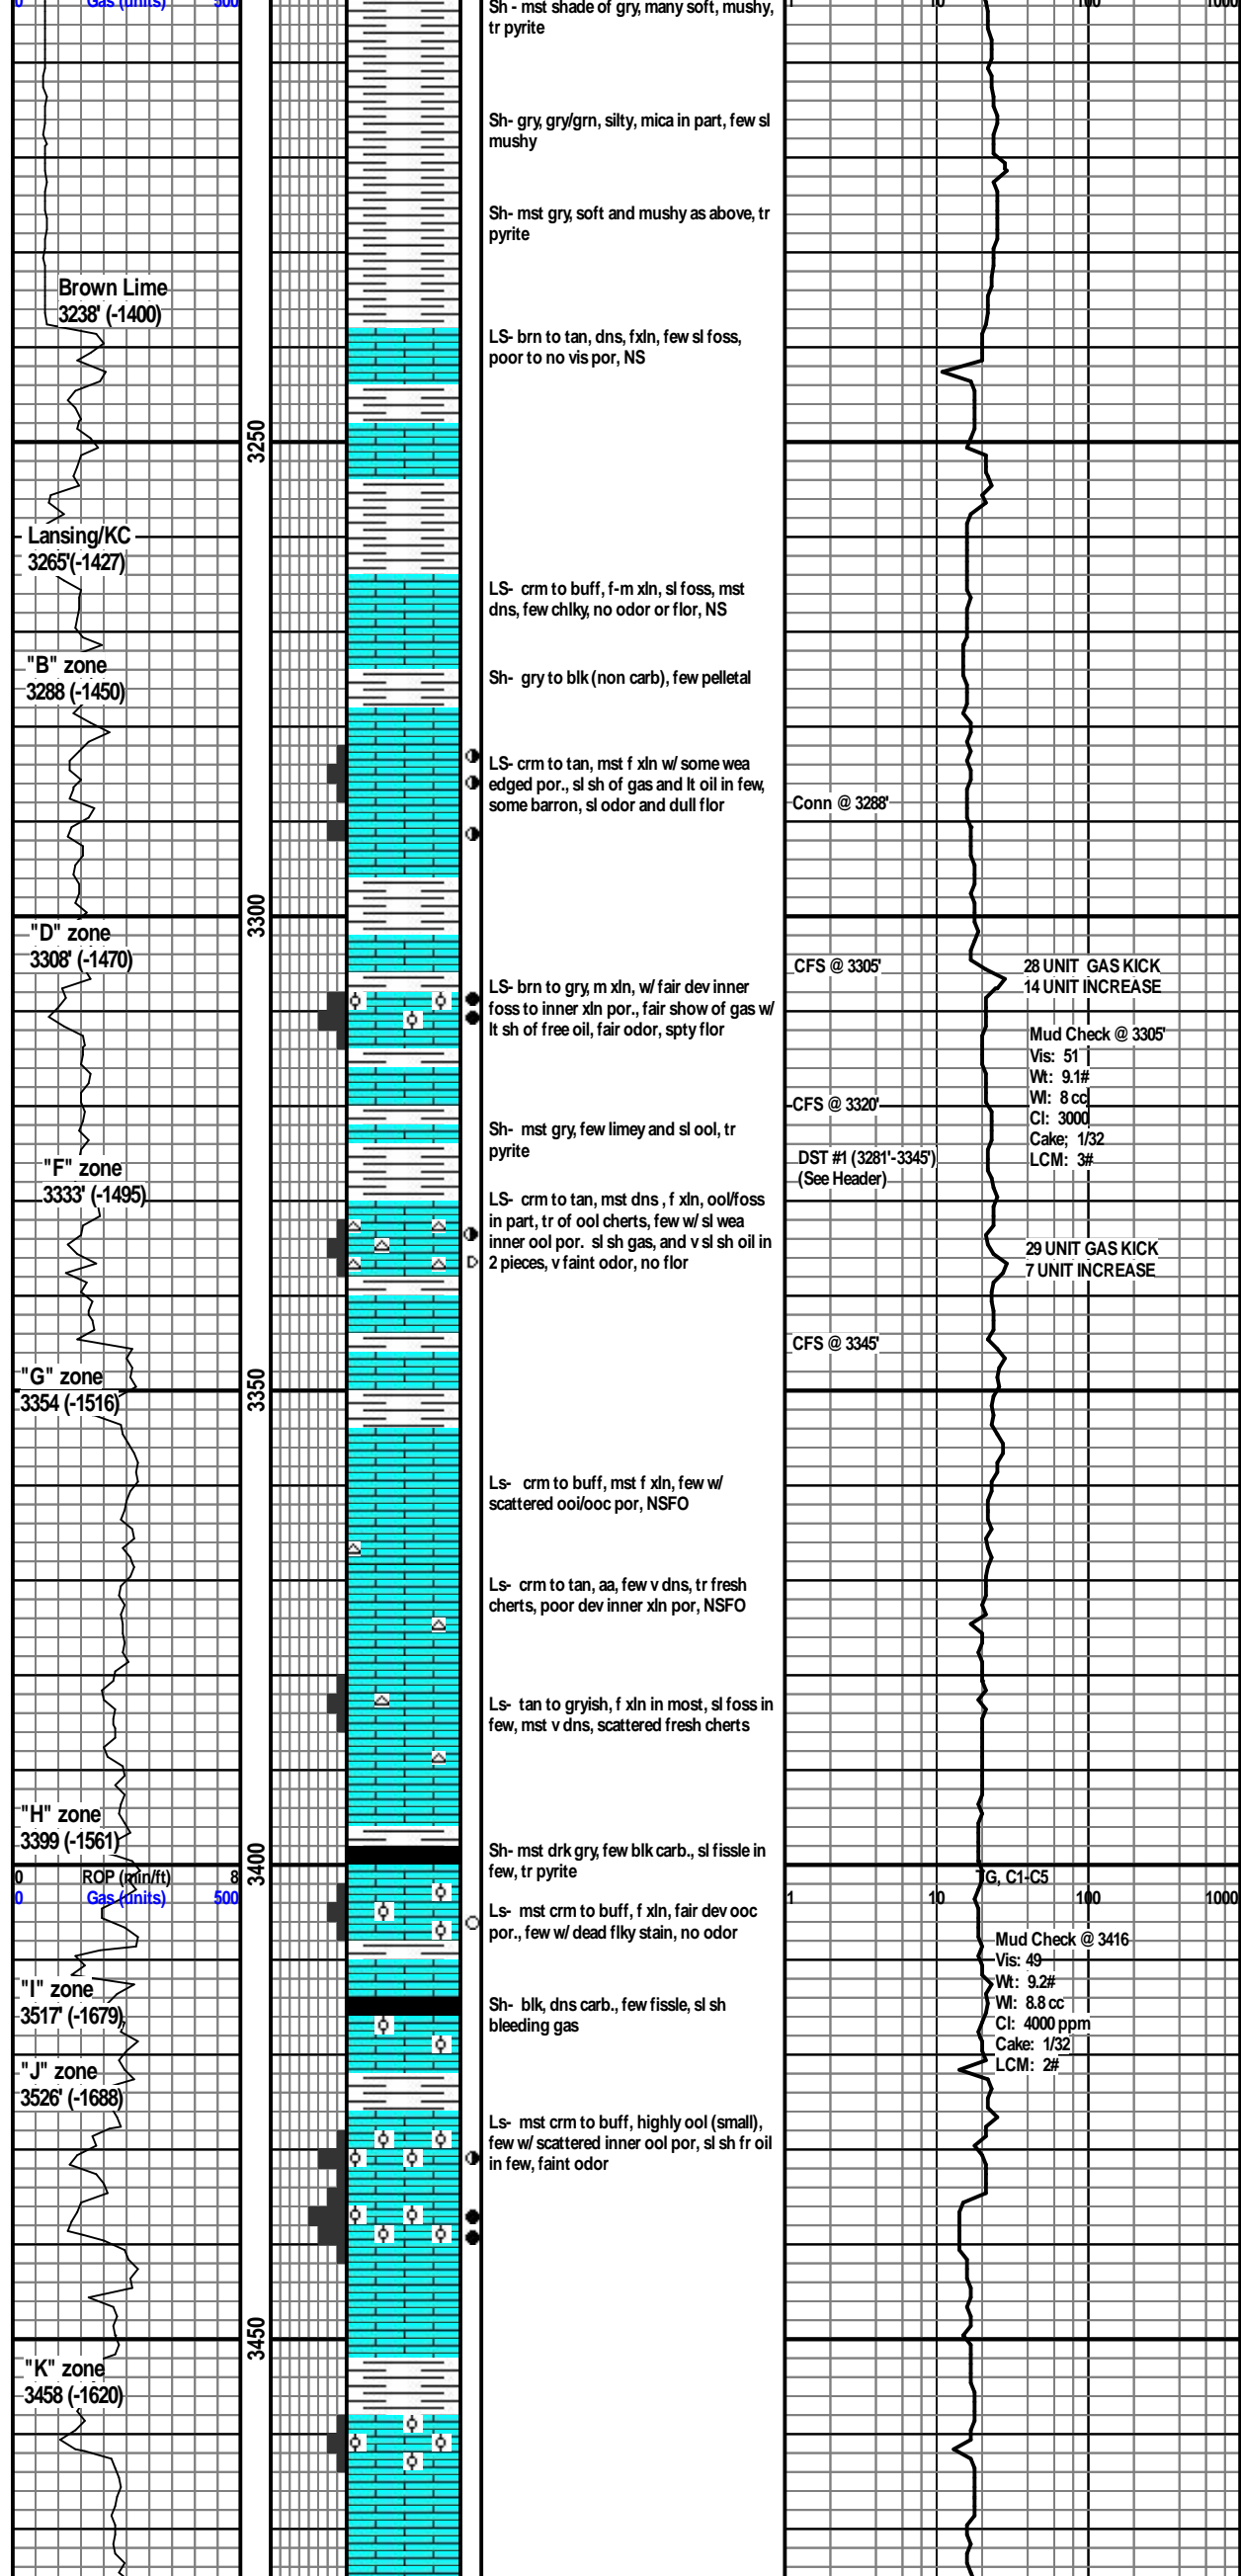 0 Gas (units) 500
1 10 100 1000
Sh - mst shade of gry, many soft, mushy,
tr pyrite
Sh- gry, gry/grn, silty, mica in part, few sl
mushy
Sh- mst gry, soft and mushy as above, tr
pyrite
Brown Lime
3238' (-1400)
LS- brn to tan, dns, fxln, few sl foss,
poor to no vis por, NS
3250
Lansing/KC
3265'(-1427)
LS- crm to buff, f-m xln, sl foss, mst
dns, few chlky, no odor or flor, NS
"B" zone
3288 (-1450)
Sh- gry to blk (non carb), few pelletal
LS- crm to tan, mst f xln w/ some wea
edged por., sl sh of gas and lt oil in few,
some barron, sl odor and dull flor
Conn @ 3288'
3300
"D" zone
3308' (-1470)
CFS @ 3305'
28 UNIT GAS KICK
14 UNIT INCREASE
LS- brn to gry, m xln, w/ fair dev inner
foss to inner xln por., fair show of gas w/
lt sh of free oil, fair odor, spty flor
Mud Check @ 3305'
Vis: 51
Wt: 9.1#
Wl: 8 cc
Cl: 3000
Cake; 1/32
LCM: 3#
CFS @ 3320'
Sh- mst gry, few limey and sl ool, tr
pyrite
DST #1 (3281'-3345')
(See Header)
"F" zone
3333' (-1495)
LS- crm to tan, mst dns , f xln, ool/foss
in part, tr of ool cherts, few w/ sl wea
inner ool por. sl sh gas, and v sl sh oil in
2 pieces, v faint odor, no flor
29 UNIT GAS KICK
7 UNIT INCREASE
CFS @ 3345'
3350
"G" zone
3354 (-1516)
Ls- crm to buff, mst f xln, few w/
scattered ooi/ooc por, NSFO
Ls- crm to tan, aa, few v dns, tr fresh
cherts, poor dev inner xln por, NSFO
Ls- tan to gryish, f xln in most, sl foss in
few, mst v dns, scattered fresh cherts
"H" zone
3399 (-1561)
3400
Sh- mst drk gry, few blk carb., sl fissle in
few, tr pyrite
0 ROP (min/ft) 8
0 Gas (units) 500
TG, C1-C5
1 10 100 1000
Ls- mst crm to buff, f xln, fair dev ooc
por., few w/ dead flky stain, no odor
Mud Check @ 3416
Vis: 49
Wt: 9.2#
Wl: 8.8 cc
Cl: 4000 ppm
Cake: 1/32
LCM: 2#
"I" zone
3517' (-1679)
Sh- blk, dns carb., few fissle, sl sh
bleeding gas
"J" zone
3526' (-1688)
Ls- mst crm to buff, highly ool (small),
few w/ scattered inner ool por, sl sh fr oil
in few, faint odor
3450
"K" zone
3458 (-1620)